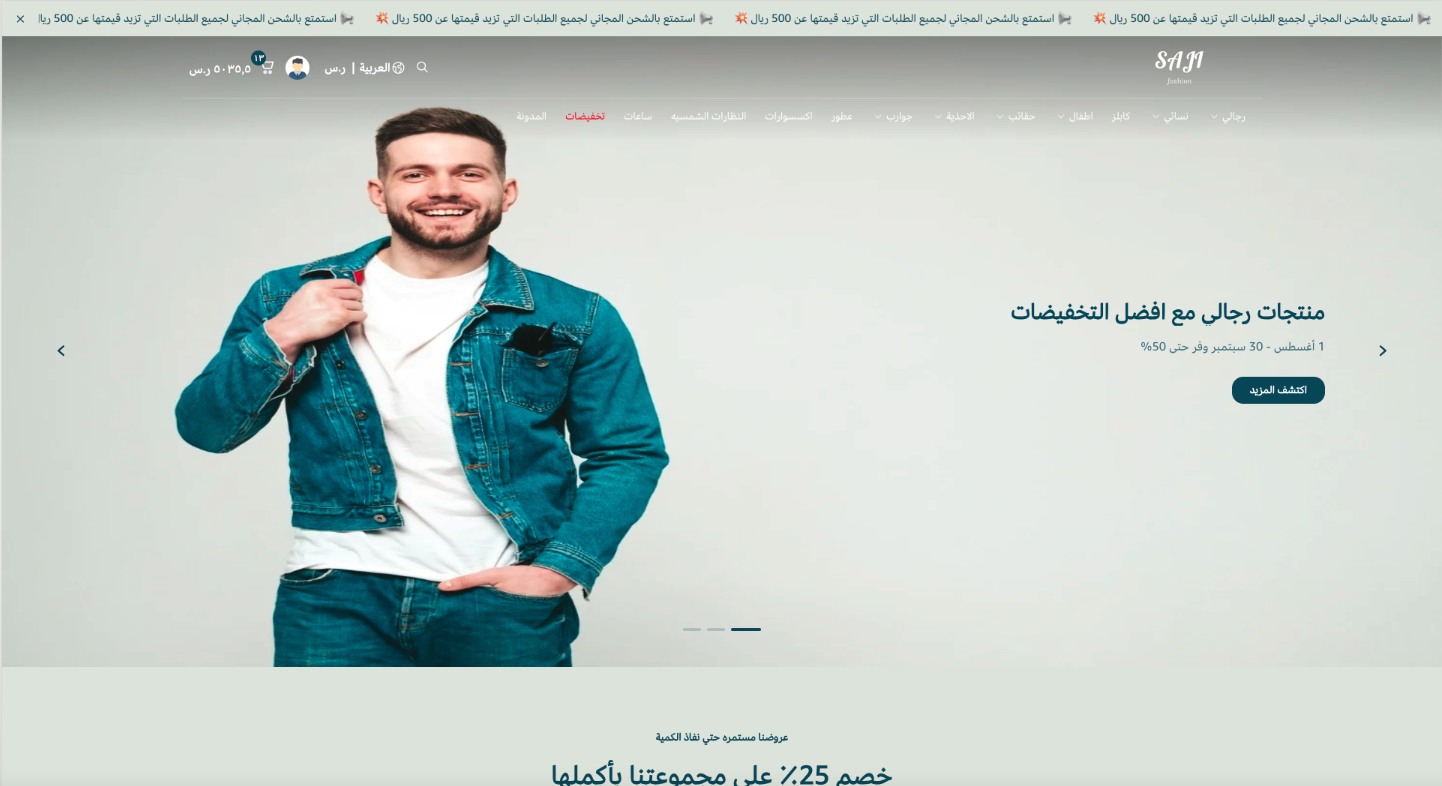 استمتع بالشحن المجاني لجميع الطلبات التي تزيد قيمتها عن 500 ريال 💥 استمتع بالشحن المجاني لجميع الطلبات التي تزيد قيمتها عن 500 ريال 💥 استمتع بالشحن المجاني لجميع الطلبات التي تزيد قيمتها عن 500 ريال 💥 استمتع بالشحن المجاني لجميع الطلبات التي تزيد قيمتها عن 500 ريا
SAJI
fashion
العربية | ر.س
١٣
٥٠٣٥,٥ ر.س
رجالي نسائي كابلز اطفال حقائب الاحذية جوارب عطور اكسسوارات النظارات الشمسيه ساعات تخفيضات المدونة
منتجات رجالي مع افضل التخفيضات
1 أغسطس - 30 سبتمبر وفر حتى 50%
اكتشف المزيد
عروضنا مستمره حتي نفاذ الكمية
خصم 25٪ على مجموعتنا بأكملها